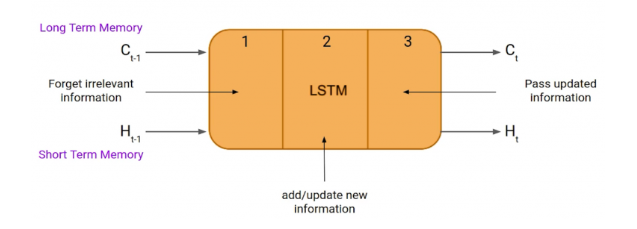 Long Term Memory
C t-1
1 2 3
C t
Forget irrelevant
information
LSTM
Pass updated
information
H t-1
H t
Short Term Memory
add/update new
information